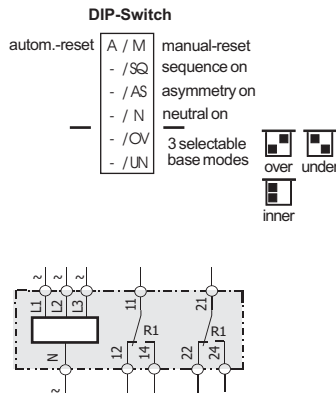 DIP-Switch
autom.-reset A / M manual-reset
- / SQ sequence on
- / AS asymmetry on
- / N neutral on
- / OV 3 selectable
- / UN base modes
over under
inner
~ ~ ~
L1 L2 L3 11 21
R1 R1
N 12 14 22 24
~